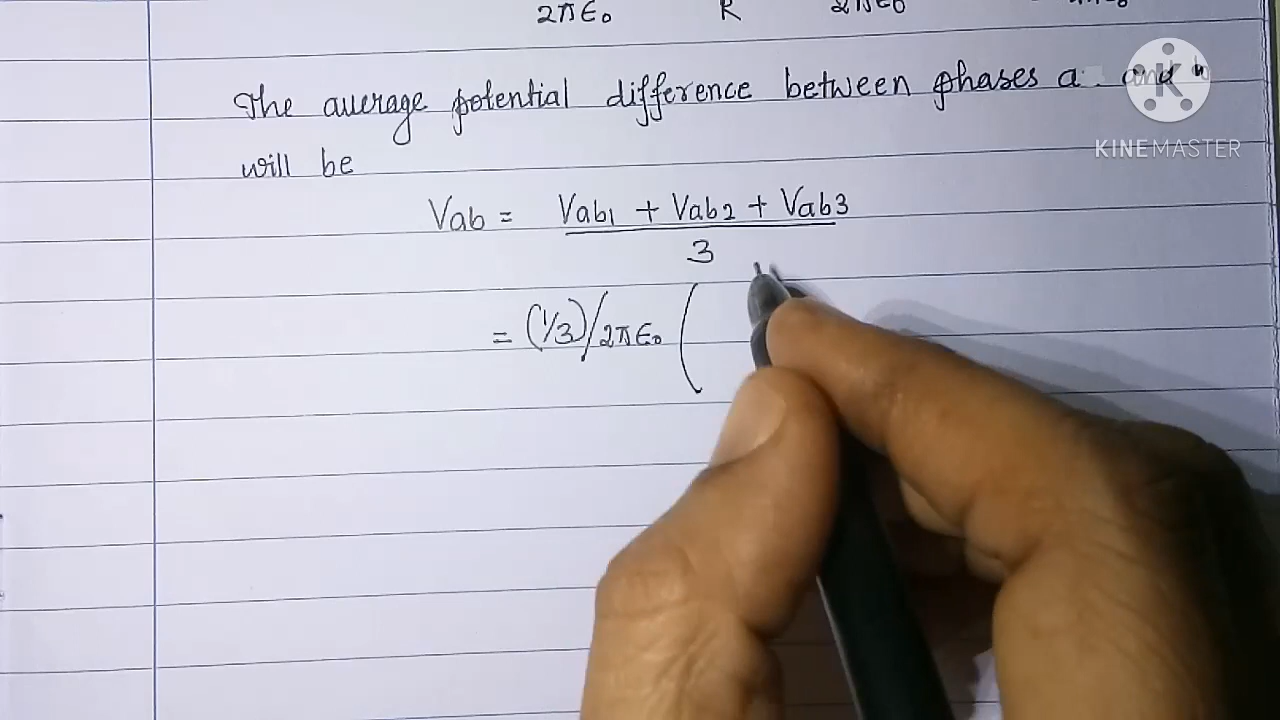 2πε₀ R 2πε₀
The average potential difference between phases a and b
will be
KINEMASTER
Vab = Vab1 + Vab2 + Vab3
3
= (1/3)/2πε₀ (